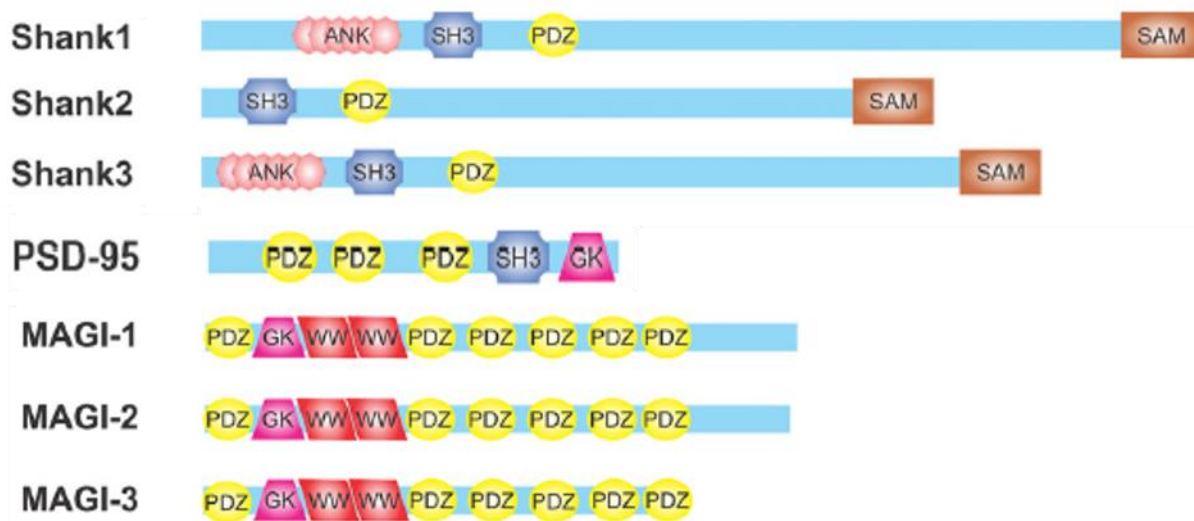 Shank1 ANK SH3 PDZ SAM
Shank2 SH3 PDZ SAM
Shank3 ANK SH3 PDZ SAM
PSD-95 PDZ PDZ PDZ SH3 GK
MAGI-1 PDZ GK WW WW PDZ PDZ PDZ PDZ PDZ
MAGI-2 PDZ GK WW WW PDZ PDZ PDZ PDZ PDZ
MAGI-3 PDZ GK WW WW PDZ PDZ PDZ PDZ PDZ